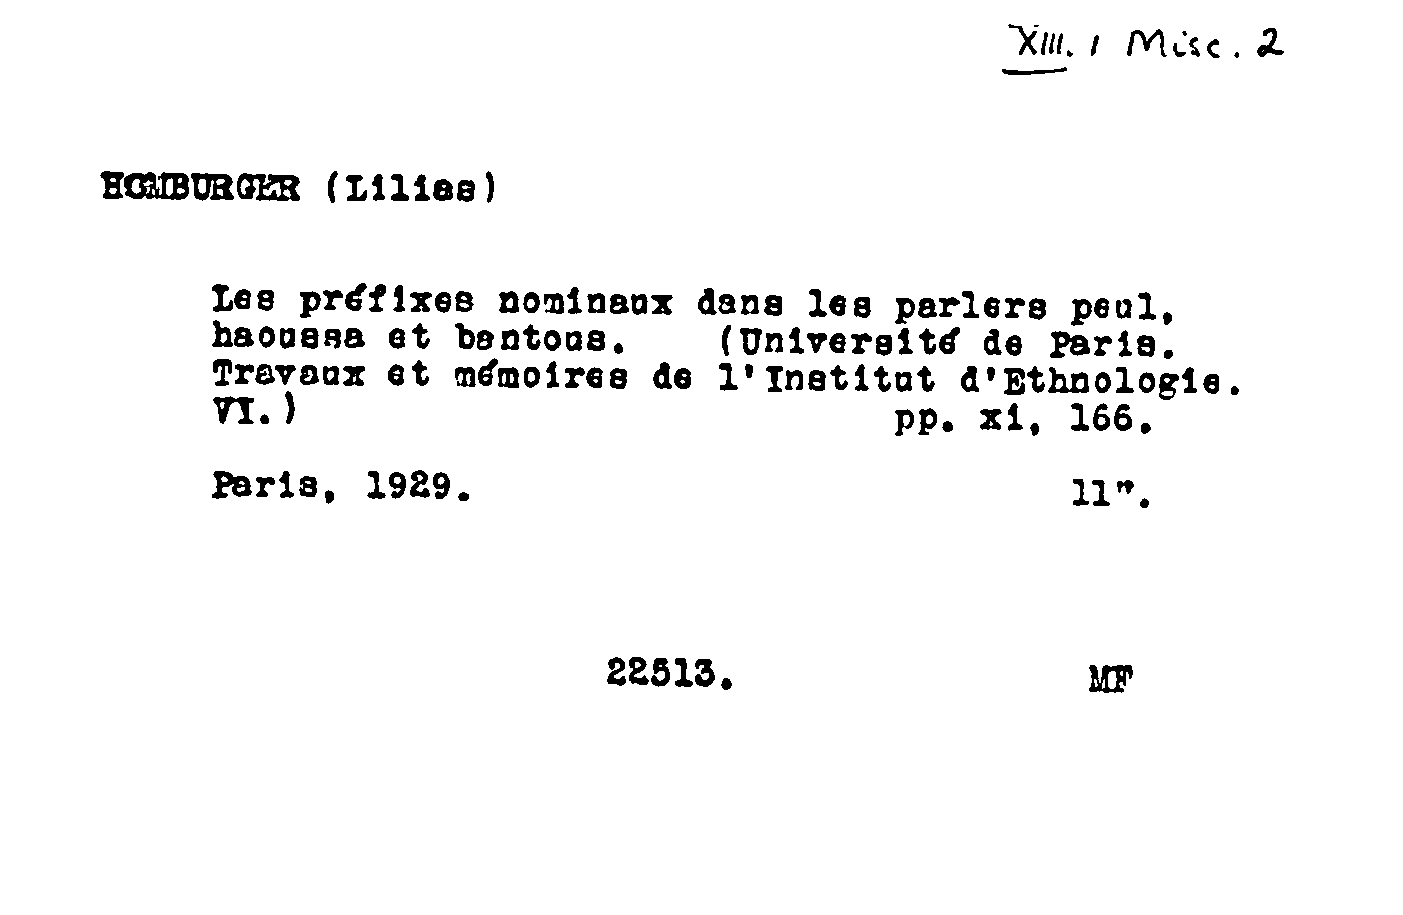 XIII. 1 Misc. 2
HOMBURGER (Lilias)
Les préfixes nominaux dans les parlers peul,
haoussa et bantous. (Université de Paris.
Travaux et mémoires de l'Institut d'Ethnologie.
VI.) pp. xi, 166.
Paris, 1929. 11".
22513. MF